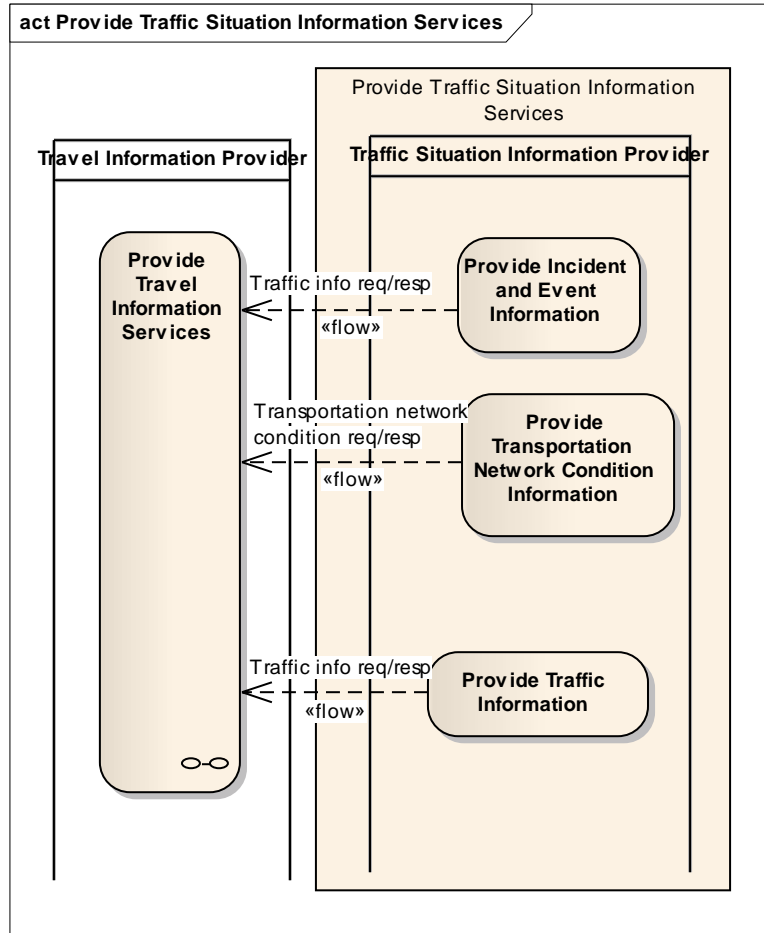 act Provide Traffic Situation Information Services
Provide Traffic Situation Information
Services
Travel Information Provider
Traffic Situation Information Provider
Provide
Travel
Information
Services
Traffic info req/resp
«flow»
Provide Incident
and Event
Information
Transportation network
condition req/resp
«flow»
Provide
Transportation
Network Condition
Information
Traffic info req/resp
«flow»
Provide Traffic
Information